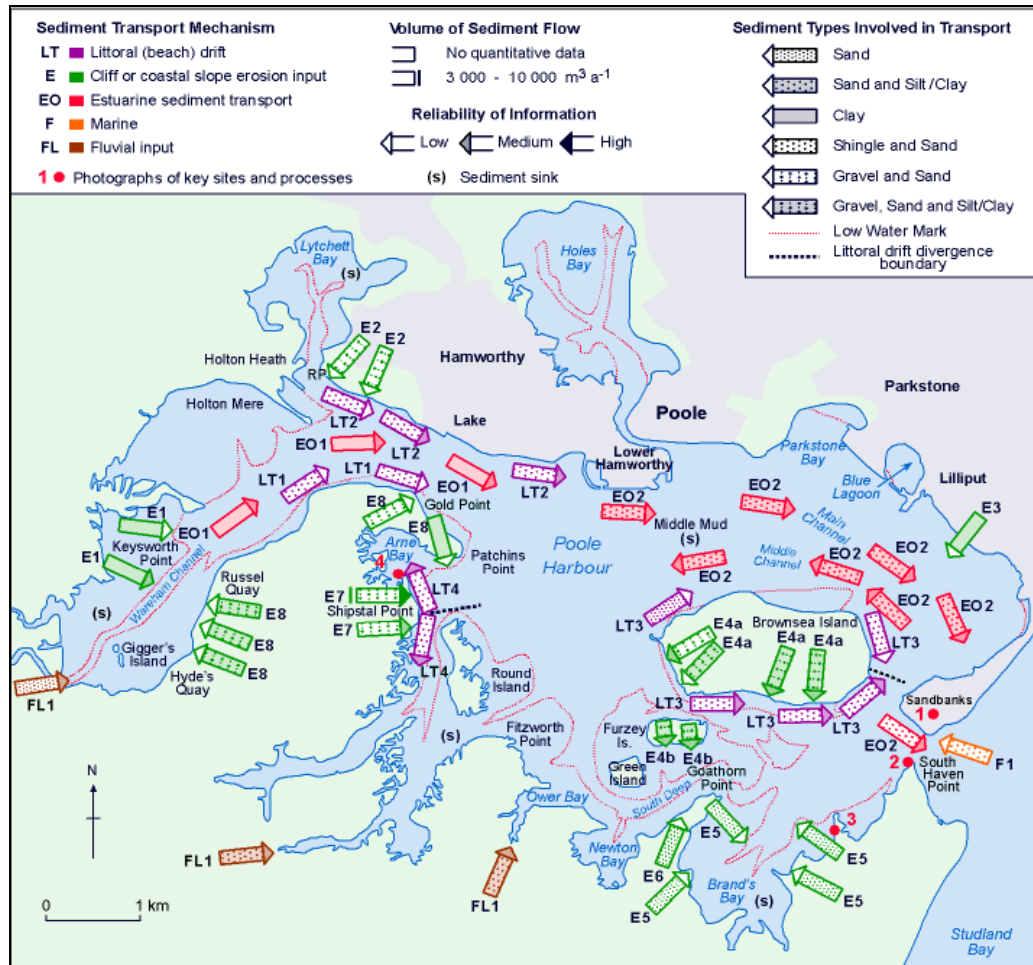 Sediment Transport Mechanism
LT Littoral (beach) drift
E Cliff or coastal slope erosion input
EO Estuarine sediment transport
F Marine
FL Fluvial input
1 Photographs of key sites and processes
Volume of Sediment Flow
No quantitative data
3 000 - 10 000 m³ a⁻¹
Reliability of Information
Low Medium High
(s) Sediment sink
Sediment Types Involved in Transport
Sand
Sand and Silt/Clay
Clay
Shingle and Sand
Gravel and Sand
Gravel, Sand and Silt/Clay
Low Water Mark
Littoral drift divergence
boundary
Lytchett
Bay
(s)
Holes
Bay
E2
E2
Holton Heath
RP
Hamworthy
Parkstone
Holton Mere
LT2
Lake
Poole
LT2
EO1
Lower
Hamworthy
Parkstone
Bay
Blue
Lagoon
Lilliput
LT1
LT1
EO1
LT2
EO2
EO2
E1
EO1
E8
Gold Point
E8
Keysworth
Point
E1
Arne
Bay
4
Patchins
Point
Poole
Harbour
Middle Mud
(s)
Main
Channel
Middle
Channel
E3
EO2
EO2
EO2
EO2
EO2
Wareham Channel
Russel
Quay
(s)
E8
E8
E8
Gigger's
Island
Hyde's
Quay
E7
Shipstal Point
E7
LT4
LT4
LT3
E4a
E4a
Brownsea Island
E4a
E4a
LT3
FL1
Round
Island
LT3
LT3
LT3
Sandbanks
1
(s)
Fitzworth
Point
Furzey
Is.
E4b
E4b
Green
Island
Goathorn
Point
South Deep
EO2
2
South
Haven
Point
F1
N
Ower Bay
Newton
Bay
E5
3
E5
E6
E5
Brand's
Bay
(s)
E5
FL1
FL1
0 1 km
Studland
Bay